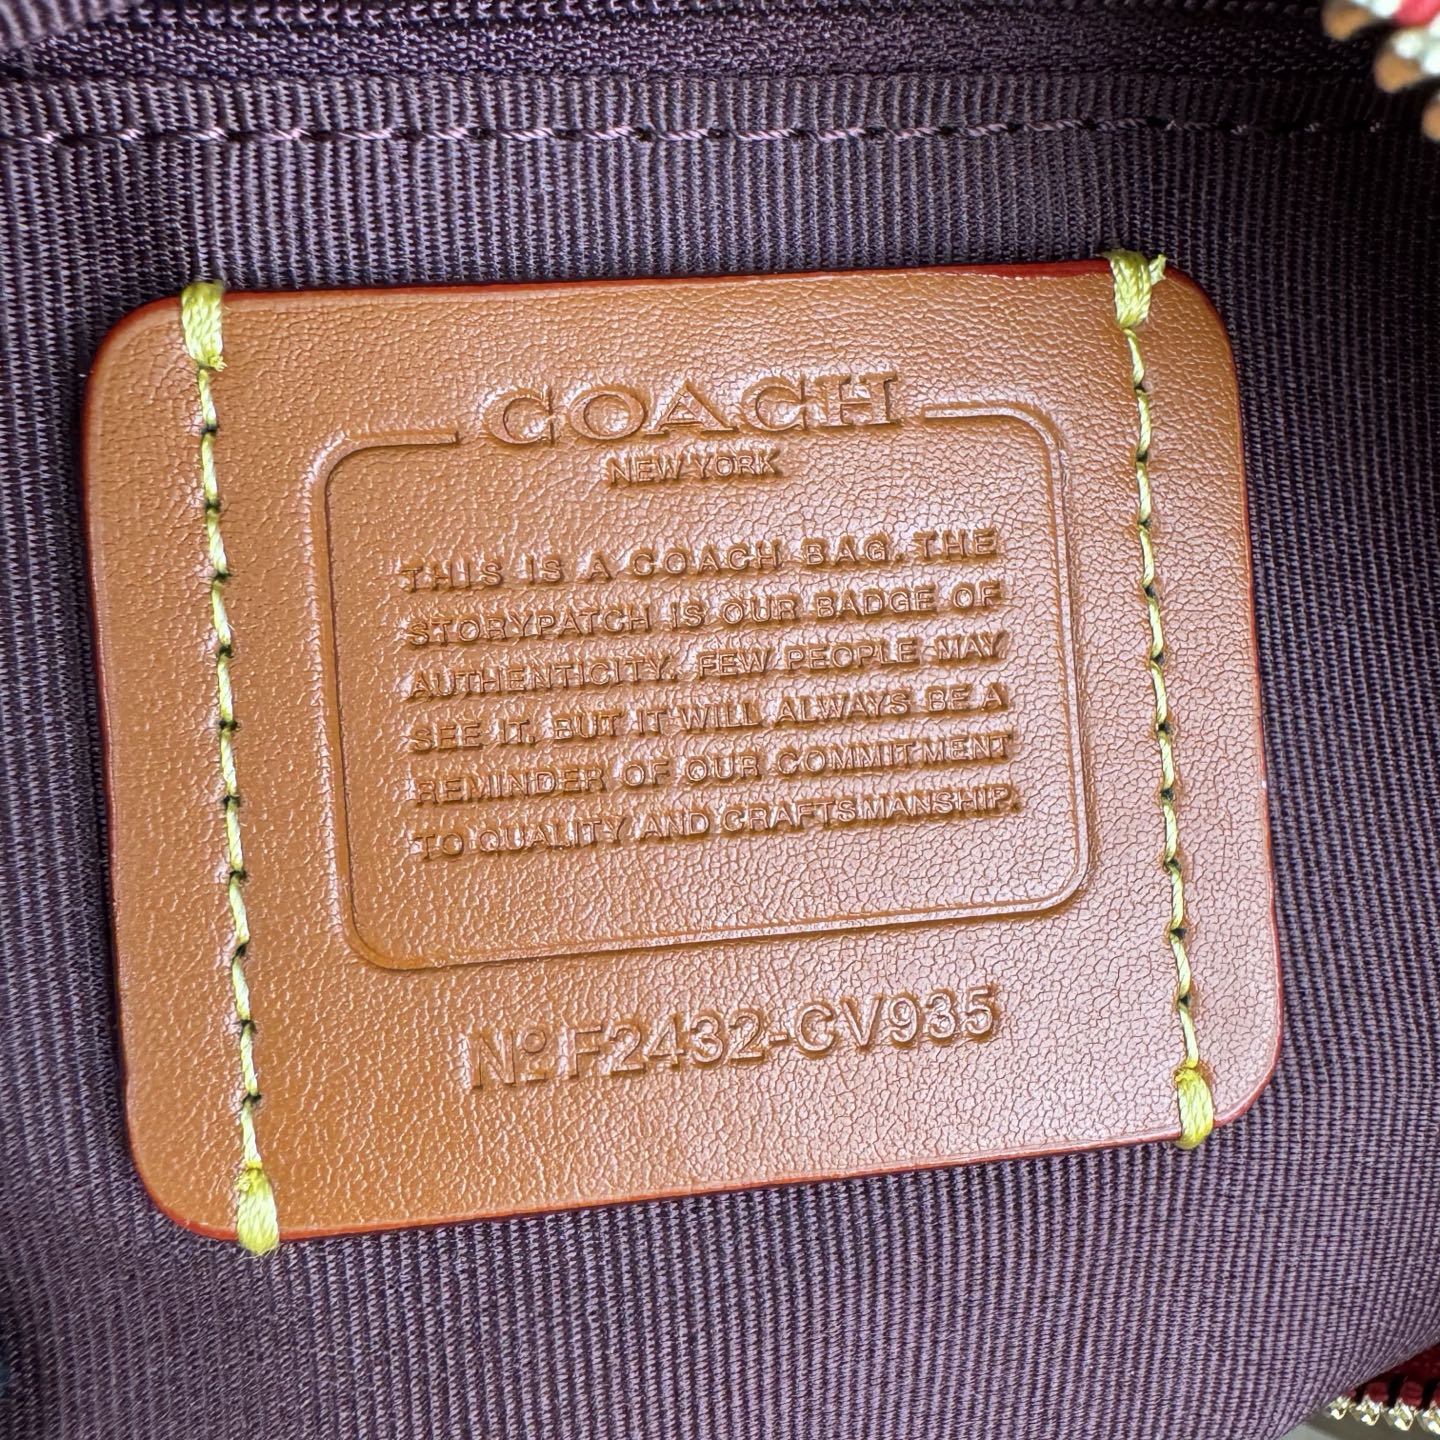 COACH
NEW YORK
THIS IS A COACH BAG. THE
STORYPATCH IS OUR BADGE OF
AUTHENTICITY. FEW PEOPLE MAY
SEE IT, BUT IT WILL ALWAYS BE A
REMINDER OF OUR COMMITMENT
TO QUALITY AND CRAFTSMANSHIP.
Nº F2432-CV935